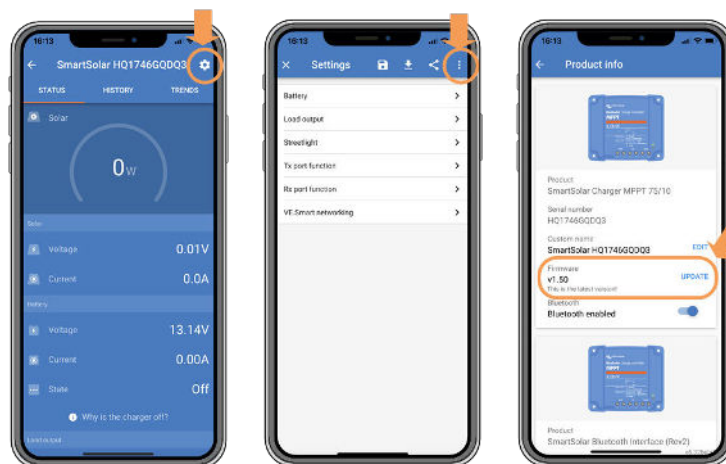 16:13
SmartSolar HQ1746GQDQ3
STATUS HISTORY TRENDS
Solar
0W
Solar
Voltage 0.01V
Current 0.0A
Battery
Voltage 13.14V
Current 0.00A
State Off
Why is the charger off?
Load output
16:13
Settings
Battery
Load output
Streetlight
Tx port function
Rx port function
VE.Smart networking
16:13
Product info
MPPT
Product
SmartSolar Charger MPPT 75/10
Serial number
HQ1746GQDQ3
Custom name
SmartSolar HQ1746GQDQ3 EDIT
Firmware
v1.50 UPDATE
This is the latest version!
Bluetooth
Bluetooth enabled
MPPT
Product
SmartSolar Bluetooth Interface (Rev2)